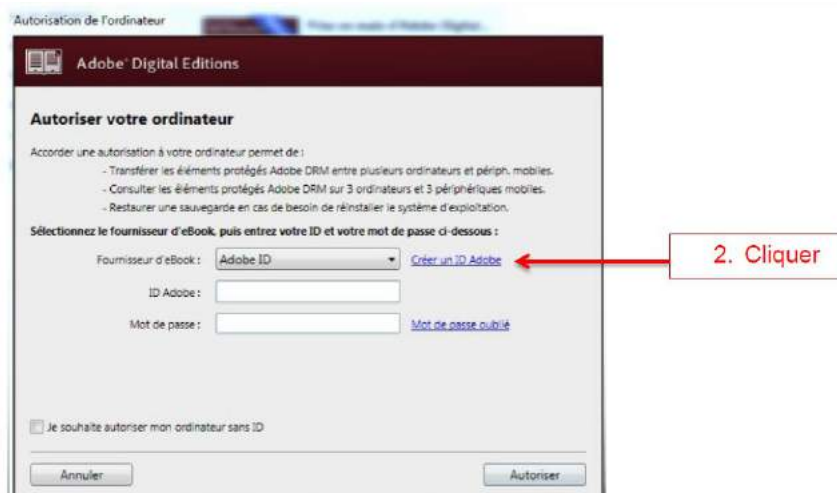 Autorisation de l'ordinateur
Prise en main d'Adobe Digital...
Adobe® Digital Editions
Autoriser votre ordinateur
Accorder une autorisation à votre ordinateur permet de :
- Transférer les éléments protégés Adobe DRM entre plusieurs ordinateurs et périph. mobiles.
- Consulter les éléments protégés Adobe DRM sur 3 ordinateurs et 3 périphériques mobiles.
- Restaurer une sauvegarde en cas de besoin de réinstaller le système d'exploitation.
Sélectionnez le fournisseur d'eBook, puis entrez votre ID et votre mot de passe ci-dessous :
Fournisseur d'eBook : Adobe ID Créer un ID Adobe
2. Cliquer
ID Adobe :
Mot de passe : Mot de passe oublié
Je souhaite autoriser mon ordinateur sans ID
Annuler Autoriser